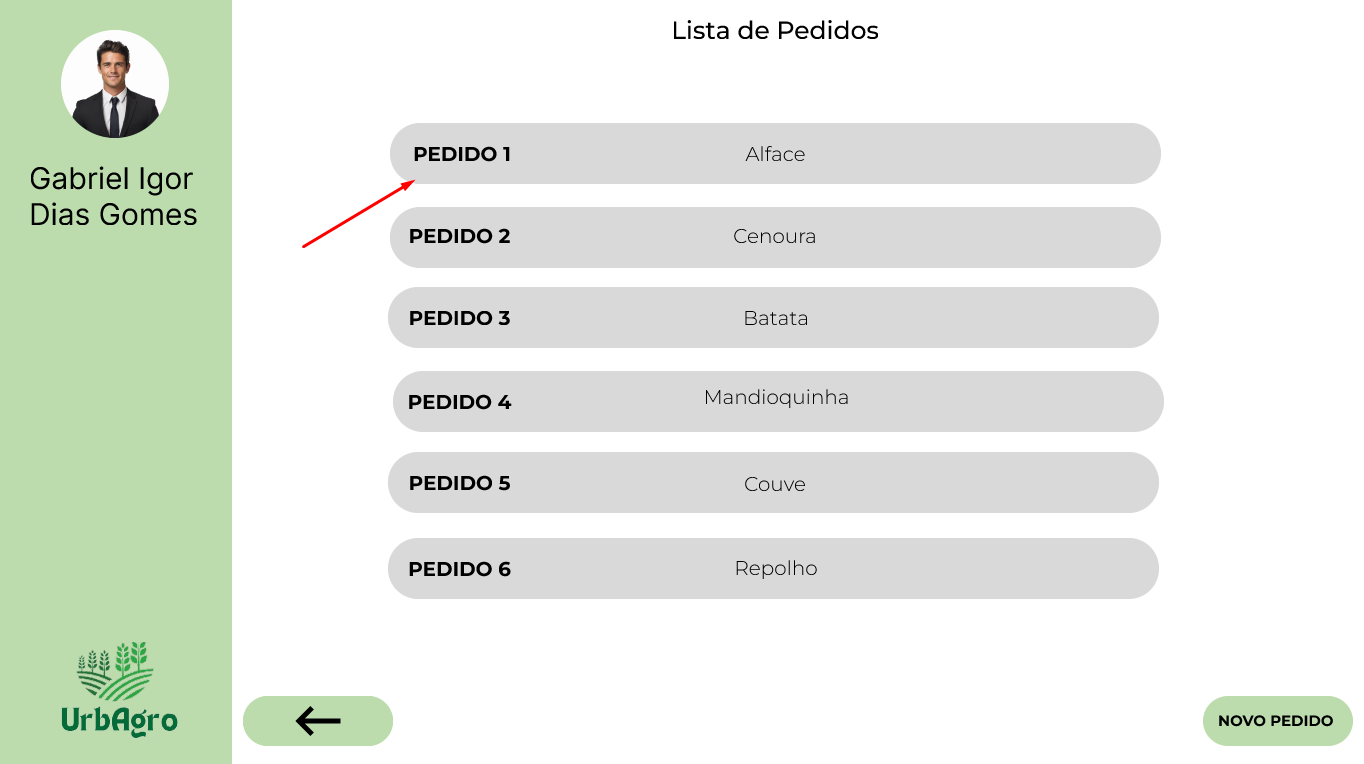 Lista de Pedidos
Gabriel Igor
Dias Gomes
PEDIDO 1 Alface
PEDIDO 2 Cenoura
PEDIDO 3 Batata
PEDIDO 4 Mandioquinha
PEDIDO 5 Couve
PEDIDO 6 Repolho
UrbAgro
NOVO PEDIDO